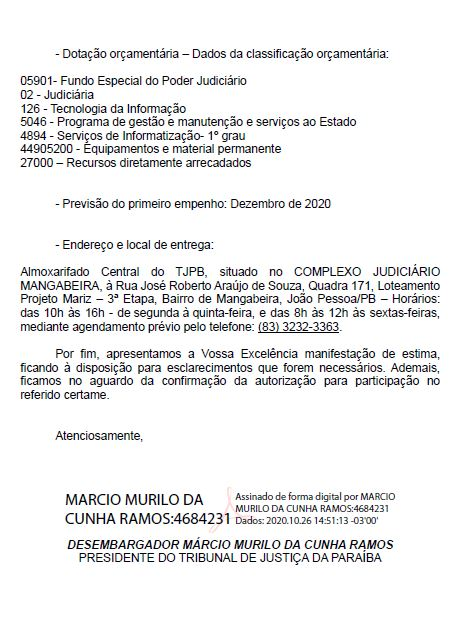 - Dotação orçamentária – Dados da classificação orçamentária:
05901- Fundo Especial do Poder Judiciário
02 - Judiciária
126 - Tecnologia da Informação
5046 - Programa de gestão e manutenção e serviços ao Estado
4894 - Serviços de Informatização- 1º grau
44905200 - Equipamentos e material permanente
27000 – Recursos diretamente arrecadados
- Previsão do primeiro empenho: Dezembro de 2020
- Endereço e local de entrega:
Almoxarifado Central do TJPB, situado no COMPLEXO JUDICIÁRIO
MANGABEIRA, à Rua José Roberto Araújo de Souza, Quadra 171, Loteamento
Projeto Mariz – 3ª Etapa, Bairro de Mangabeira, João Pessoa/PB – Horários:
das 10h às 16h - de segunda à quinta-feira, e das 8h às 12h às sextas-feiras,
mediante agendamento prévio pelo telefone: (83) 3232-3363.
Por fim, apresentamos a Vossa Excelência manifestação de estima,
ficando à disposição para esclarecimentos que forem necessários. Ademais,
ficamos no aguardo da confirmação da autorização para participação no
referido certame.
Atenciosamente,
MARCIO MURILO DA
CUNHA RAMOS:4684231
Assinado de forma digital por MARCIO
MURILO DA CUNHA RAMOS:4684231
Dados: 2020.10.26 14:51:13 -03'00'
DESEMBARGADOR MÁRCIO MURILO DA CUNHA RAMOS
PRESIDENTE DO TRIBUNAL DE JUSTIÇA DA PARAÍBA